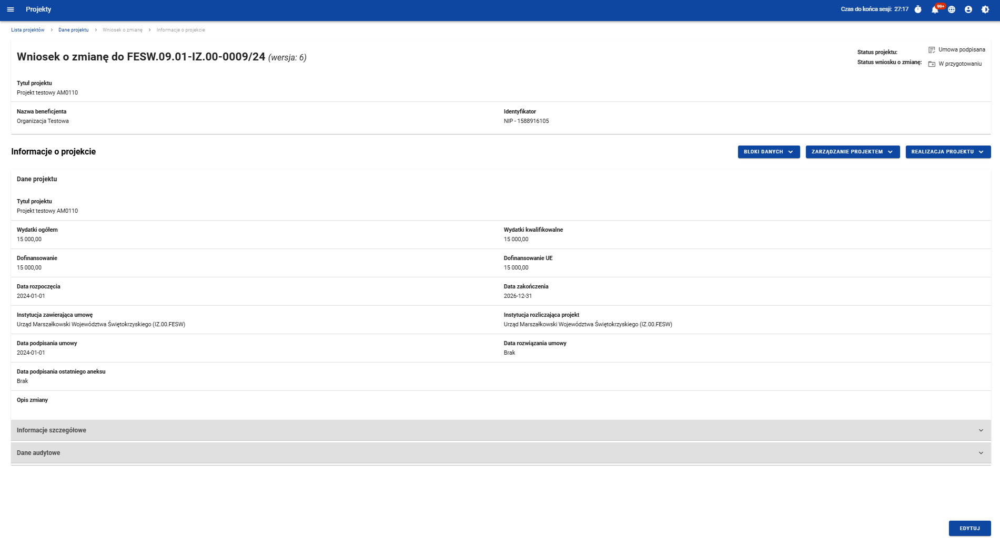 Projekty
Czas do końca sesji: 27:17
99+
Lista projektów > Dane projektu > Wniosek o zmianę > Informacje o projekcie
Wniosek o zmianę do FESW.09.01-IZ.00-0009/24 (wersja: 6)
Status projektu: Umowa podpisana
Status wniosku o zmianę: W przygotowaniu
Tytuł projektu
Projekt testowy AM0110
Nazwa beneficjenta
Organizacja Testowa
Identyfikator
NIP - 1588916105
Informacje o projekcie
BLOKI DANYCH
ZARZĄDZANIE PROJEKTEM
REALIZACJA PROJEKTU
Dane projektu
Tytuł projektu
Projekt testowy AM0110
Wydatki ogółem
15 000,00
Wydatki kwalifikowalne
15 000,00
Dofinansowanie
15 000,00
Dofinansowanie UE
15 000,00
Data rozpoczęcia
2024-01-01
Data zakończenia
2026-12-31
Instytucja zawierająca umowę
Urząd Marszałkowski Województwa Świętokrzyskiego (IZ.00.FESW)
Instytucja rozliczająca projekt
Urząd Marszałkowski Województwa Świętokrzyskiego (IZ.00.FESW)
Data podpisania umowy
2024-01-01
Data rozwiązania umowy
Brak
Data podpisania ostatniego aneksu
Brak
Opis zmiany
Informacje szczegółowe
Dane audytowe
EDYTUJ